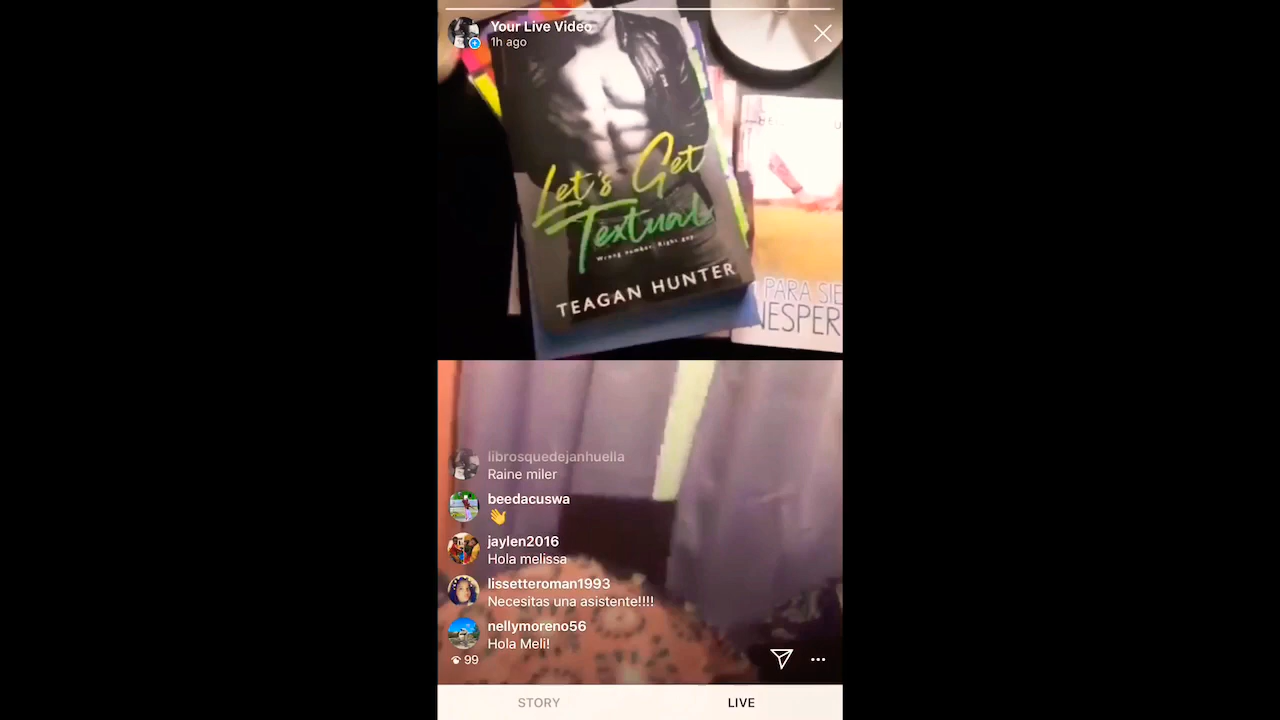 Your Live Video
1h ago
Let's Get
Textual
Wrong number. Right guy.
TEAGAN HUNTER
PARA SIE
NESPER
librosquedejanhuella
Raine miler
beedacuswa
👋
jaylen2016
Hola melissa
lissetteroman1993
Necesitas una asistente!!!!
nellymoreno56
Hola Meli!
99
STORY
LIVE